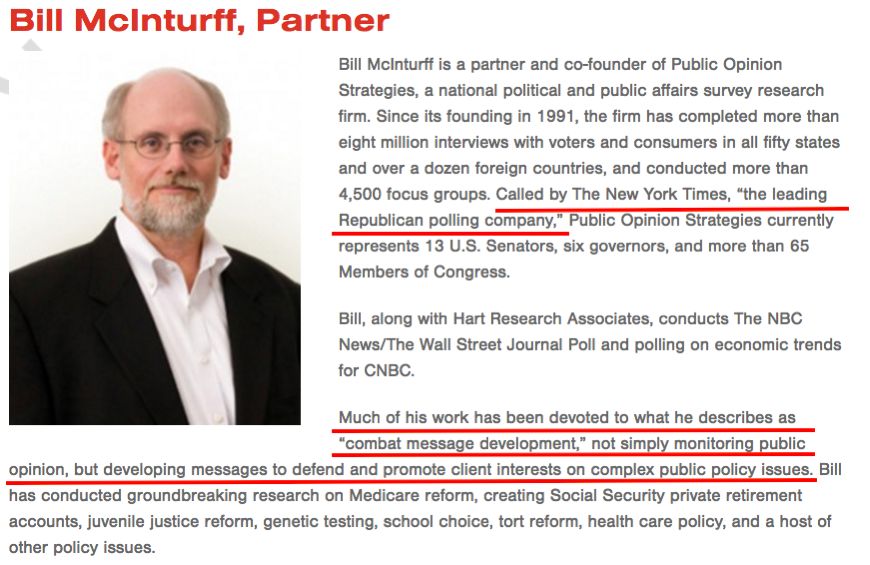 Bill McInturff, Partner
Bill McInturff is a partner and co-founder of Public Opinion
Strategies, a national political and public affairs survey research
firm. Since its founding in 1991, the firm has completed more than
eight million interviews with voters and consumers in all fifty states
and over a dozen foreign countries, and conducted more than
4,500 focus groups. Called by The New York Times, “the leading
Republican polling company,” Public Opinion Strategies currently
represents 13 U.S. Senators, six governors, and more than 65
Members of Congress.
Bill, along with Hart Research Associates, conducts The NBC
News/The Wall Street Journal Poll and polling on economic trends
for CNBC.
Much of his work has been devoted to what he describes as
“combat message development,” not simply monitoring public
opinion, but developing messages to defend and promote client interests on complex public policy issues. Bill
has conducted groundbreaking research on Medicare reform, creating Social Security private retirement
accounts, juvenile justice reform, genetic testing, school choice, tort reform, health care policy, and a host of
other policy issues.